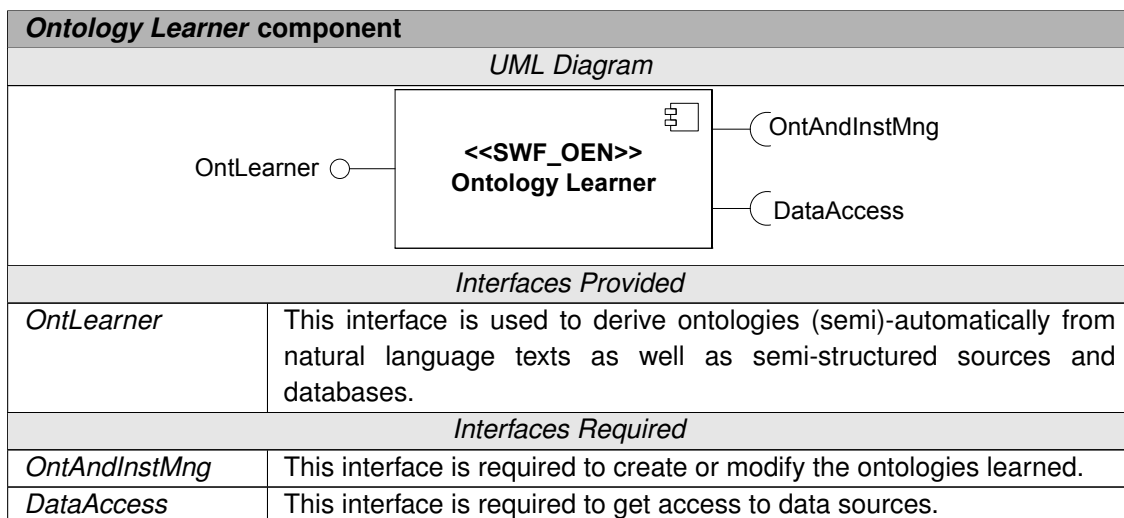 Ontology Learner component
UML Diagram
OntLearner
<<SWF_OEN>>
Ontology Learner
OntAndInstMng
DataAccess
Interfaces Provided
OntLearner This interface is used to derive ontologies (semi)-automatically from
natural language texts as well as semi-structured sources and
databases.
Interfaces Required
OntAndInstMng This interface is required to create or modify the ontologies learned.
DataAccess This interface is required to get access to data sources.